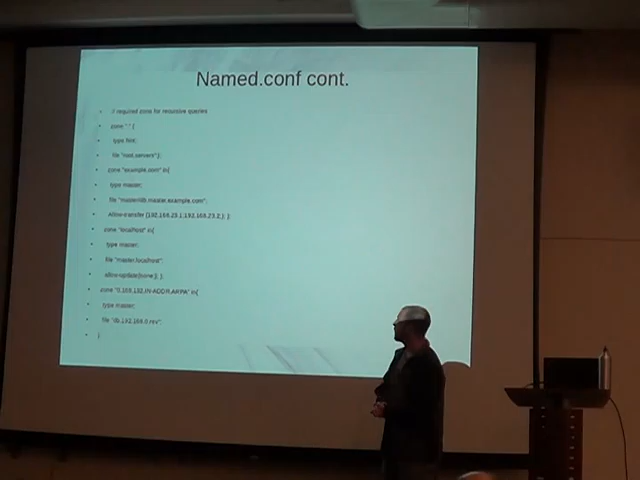 Named.conf cont.
// required zone for recursive queries
zone "." {
type hint;
file "root.servers"};
zone "example.com" in{
type master;
file "master/db.master.example.com";
Allow-transfer {192.168.23.1;192.168.23.2;}; };
zone "localhost" in{
type master;
file "master.localhost";
allow-update{none;}; };
zone "0.168.192.IN-ADDR.ARPA" in{
type master;
file "db.192.168.0.rev";
}